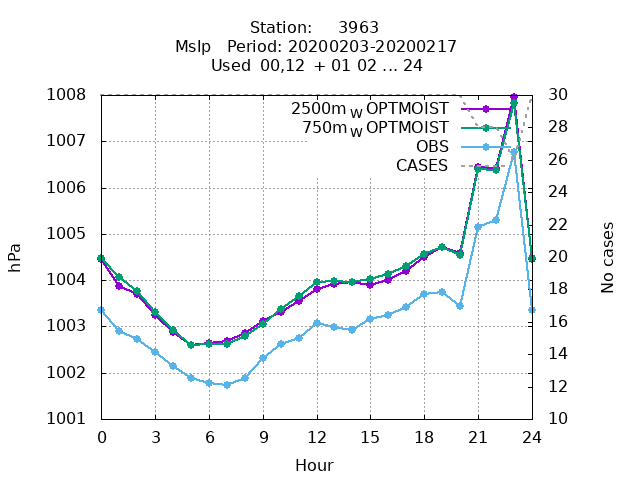 Station: 3963
Mslp Period: 20200203-20200217
Used 00,12 + 01 02 ... 24
2500m W OPTMOIST
750m W OPTMOIST
OBS
CASES
1008
1007
1006
1005
1004
1003
1002
1001
hPa
30
28
26
24
22
20
18
16
14
12
10
No cases
0 3 6 9 12 15 18 21 24
Hour